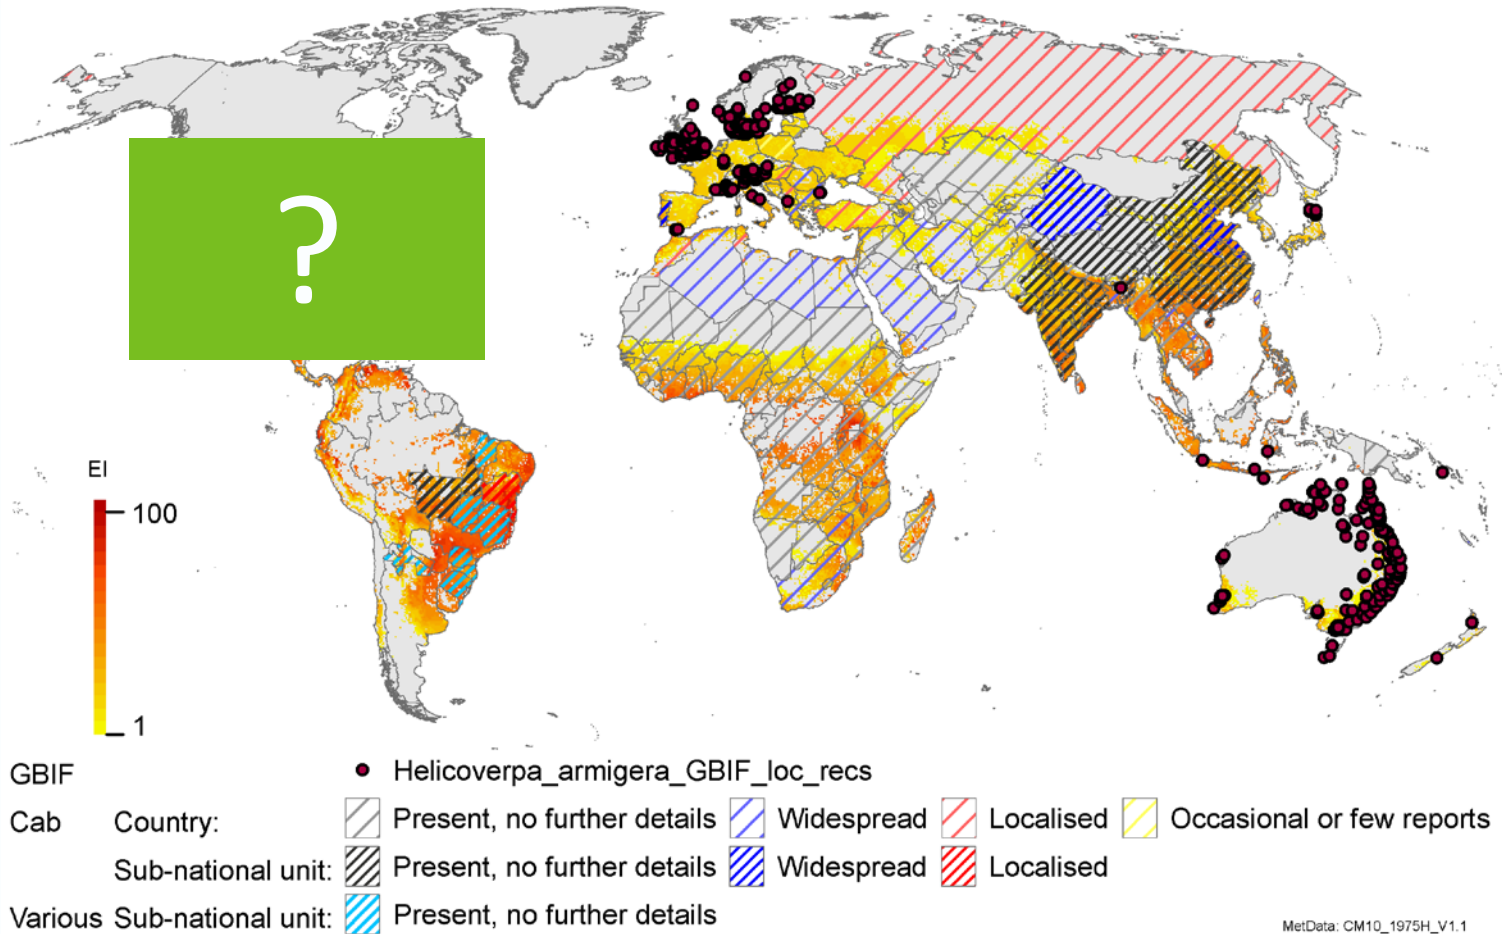 ?
EI
100
1
GBIF
Helicoverpa_armigera_GBIF_loc_recs
Cab Country: Present, no further details Widespread Localised Occasional or few reports
Sub-national unit: Present, no further details Widespread Localised
Various Sub-national unit: Present, no further details
MetData: CM10_1975H_V1.1